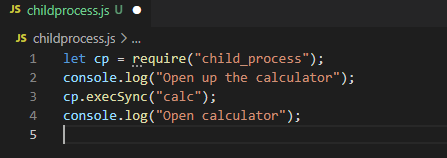 JS childprocess.js U
JS childprocess.js > ...
1 let cp = require("child_process");
2 console.log("Open up the calculator");
3 cp.execSync("calc");
4 console.log("Open calculator");
5